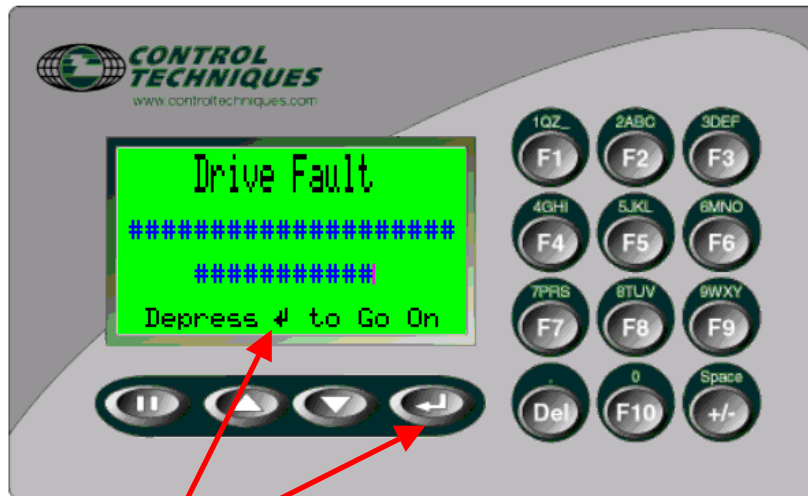 CONTROL
TECHNIQUES
www.controltechniques.com
Drive Fault
####################
###########
Depress ↵ to Go On
1QZ_ 2ABC 3DEF
F1 F2 F3
4GHI 5JKL 6MNO
F4 F5 F6
7PRS 8TUV 9WXY
F7 F8 F9
. 0 Space
Del F10 +/-